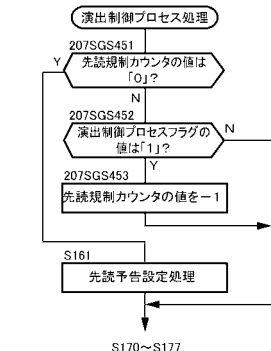 演出制御プロセス処理
207SGS451
Y
先読規制カウンタの値は
「0」?
N
207SGS452
演出制御プロセスフラグの
値は「1」?
N
Y
207SGS453
先読規制カウンタの値を－1
S161
先読予告設定処理
S170～S177